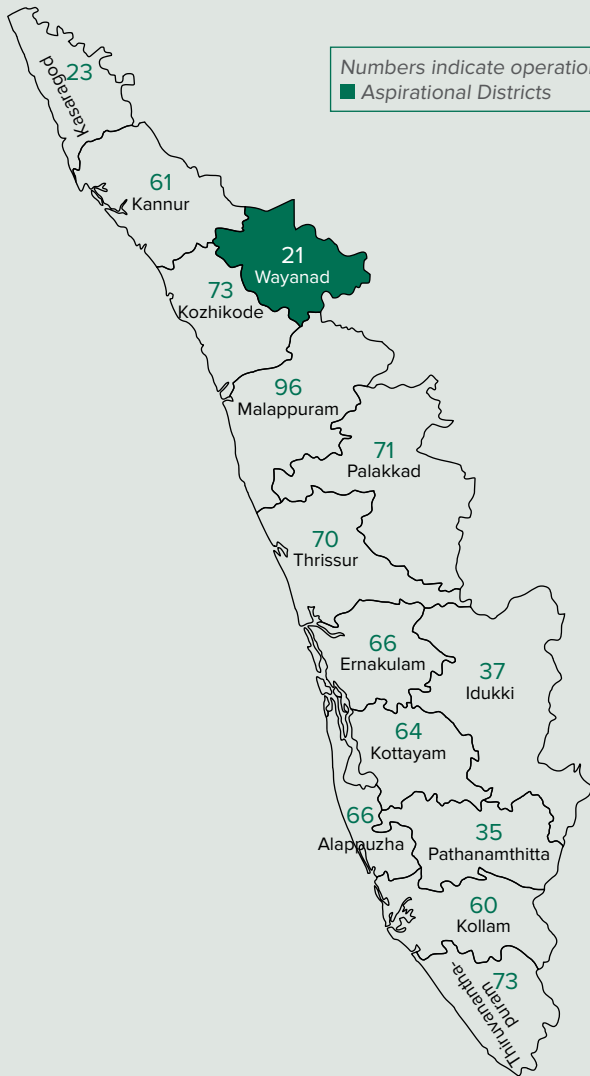 Numbers indicate operation
Aspirational Districts
23
Kasaragod
61
Kannur
21
Wayanad
73
Kozhikode
96
Malappuram
71
Palakkad
70
Thrissur
66
Ernakulam
37
Idukki
64
Kottayam
66
Alappuzha
35
Pathanamthitta
60
Kollam
73
Thiruvanantha-
puram